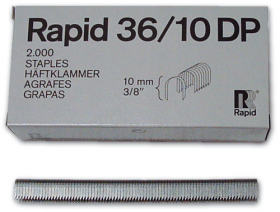 Rapid 36/10 DP
2.000
STAPLES
HAFTKLAMMER
AGRAFES
GRAPAS
10 mm
3/8"
R
Rapid